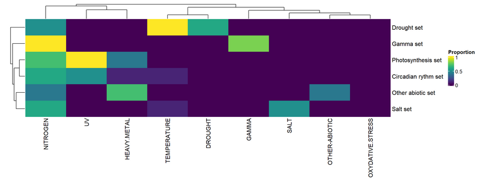 Drought set
Gamma set
Photosynthesis set
Circadian rythm set
Other abiotic set
Salt set
Proportion
1
0.5
0
NITROGEN
UV
HEAVY.METAL
TEMPERATURE
DROUGHT
GAMMA
SALT
OTHER-ABIOTIC
OXYDATIVE.STRESS